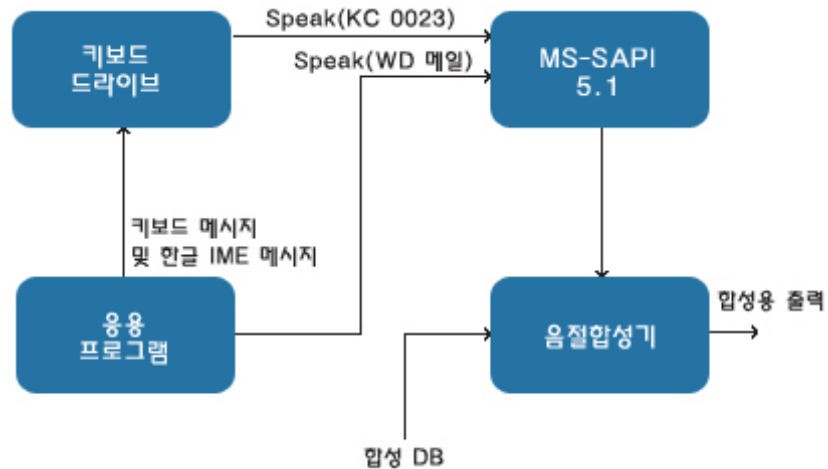 Speak(KC 0023)
키보드
드라이브
Speak(WD 메일)
MS-SAPI
5.1
키보드 메시지
및 한글 IME 메시지
응용
프로그램
음절합성기
합성용 출력
합성 DB